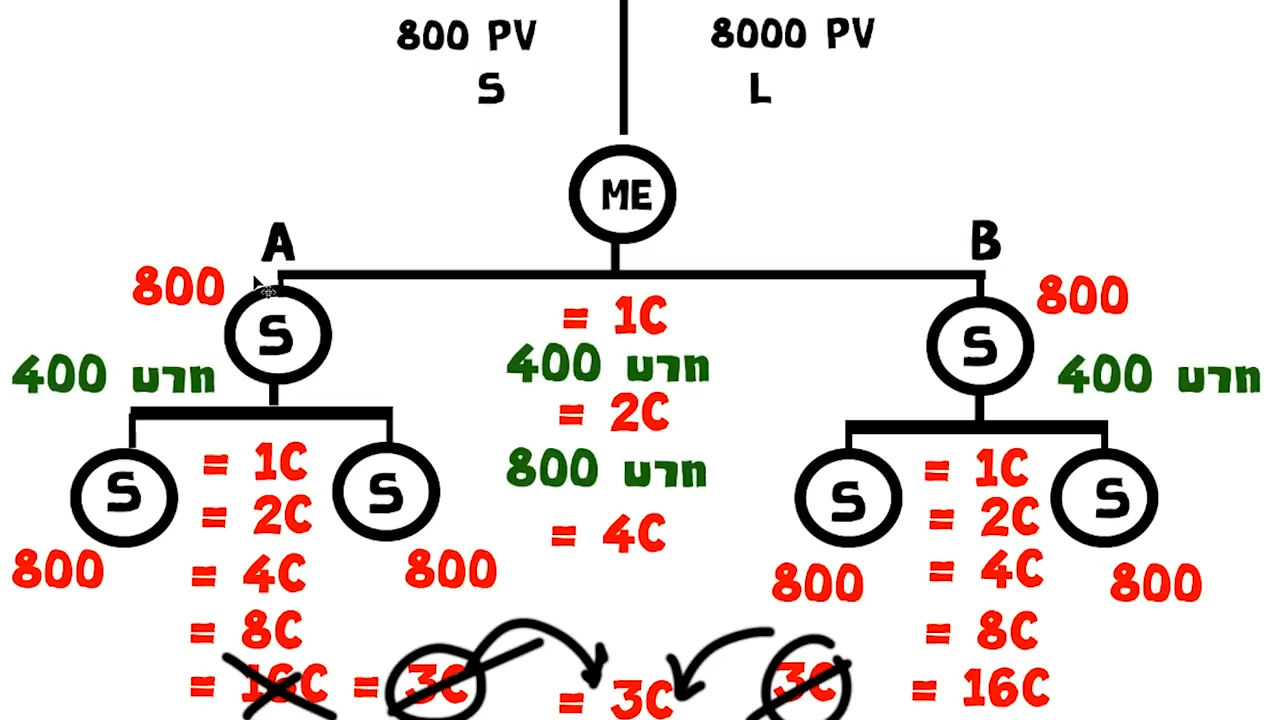 800 PV 8000 PV
S L
ME
A B
800 800
S = 1C S
400 บาท 400 บาท 400 บาท
= 2C
= 1C 800 บาท = 1C
S S S S
= 2C = 2C
= 4C
800 = 4C 800 800 = 4C 800
= 8C = 8C
= 16C = 3C = 3C 3C = 16C